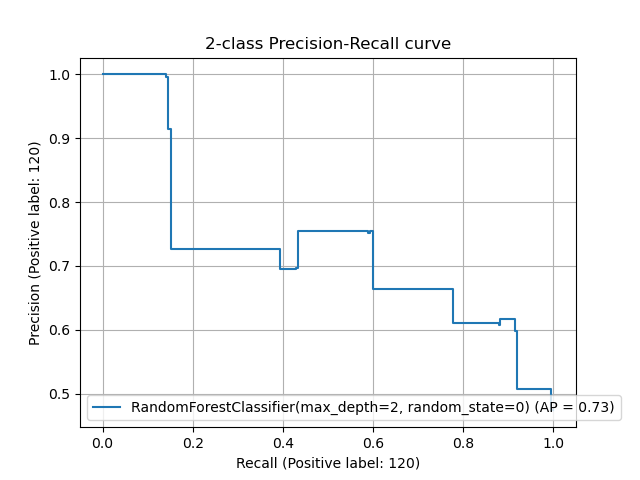 2-class Precision-Recall curve
1.0
0.9
0.8
0.7
0.6
0.5
Precision (Positive label: 120)
RandomForestClassifier(max_depth=2, random_state=0) (AP = 0.73)
0.0 0.2 0.4 0.6 0.8 1.0
Recall (Positive label: 120)